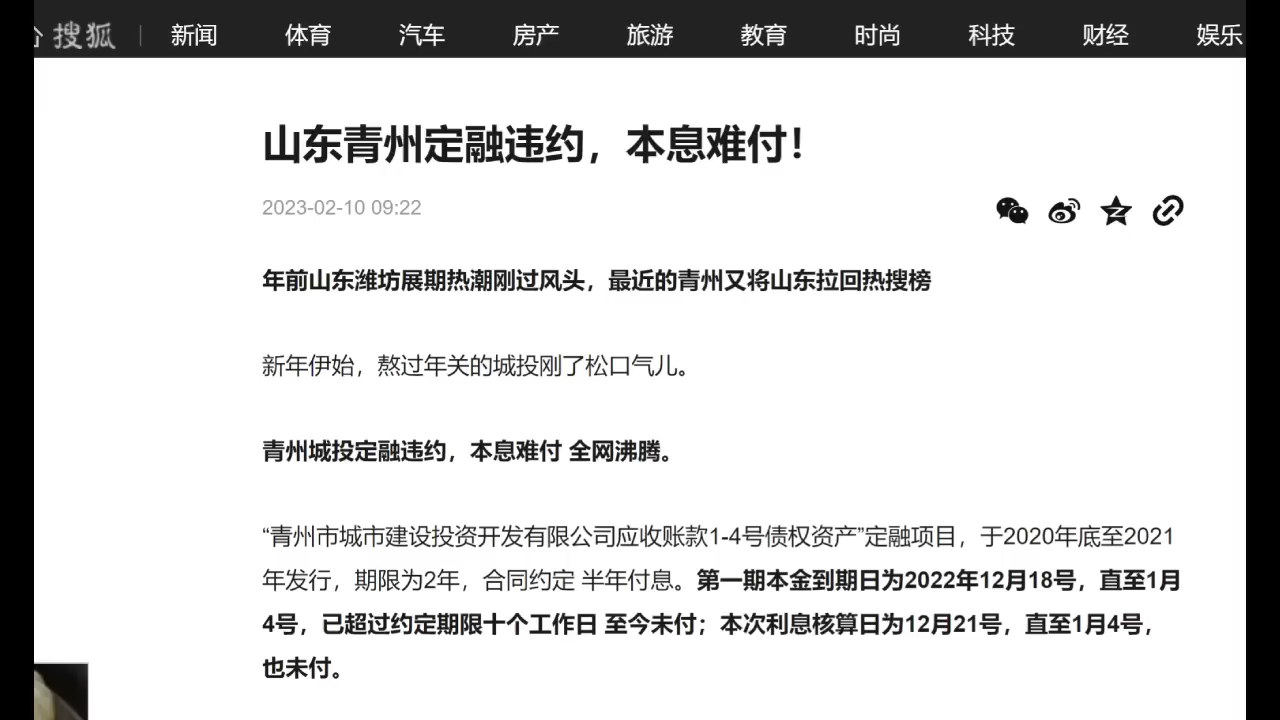 搜狐 新闻 体育 汽车 房产 旅游 教育 时尚 科技 财经 娱乐
山东青州定融违约，本息难付！
2023-02-10 09:22
年前山东潍坊展期热潮刚过风头，最近的青州又将山东拉回热搜榜
新年伊始，熬过年关的城投刚了松口气儿。
青州城投定融违约，本息难付 全网沸腾。
“青州市城市建设投资开发有限公司应收账款1-4号债权资产”定融项目，于2020年底至2021
年发行，期限为2年，合同约定 半年付息。第一期本金到期日为2022年12月18号，直至1月
4号，已超过约定期限十个工作日 至今未付；本次利息核算日为12月21号，直至1月4号，
也未付。